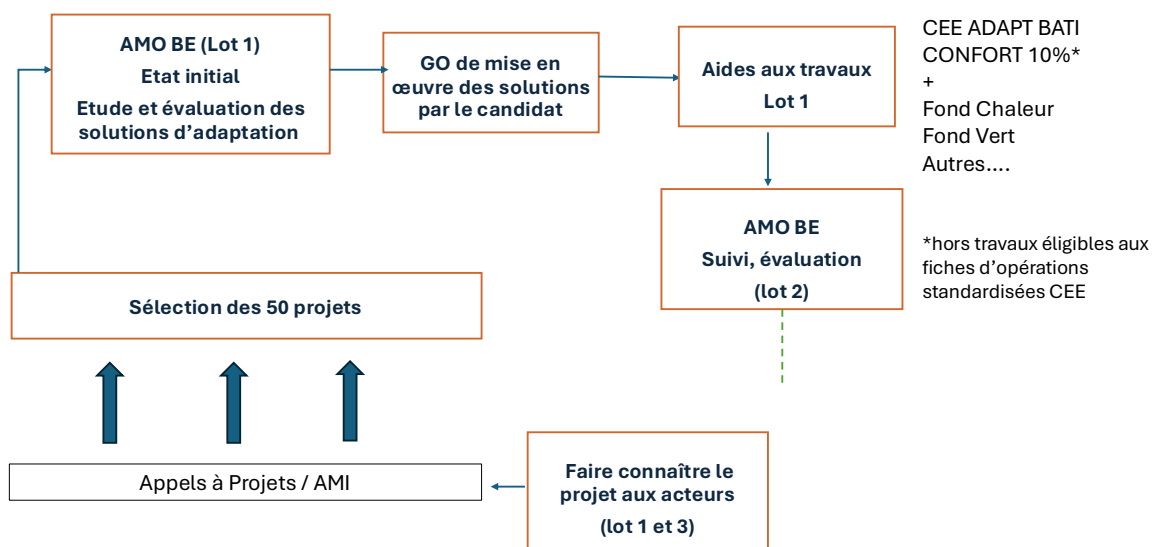 AMO BE (Lot 1)
Etat initial
Etude et évaluation des
solutions d'adaptation
GO de mise en
œuvre des solutions
par le candidat
Aides aux travaux
Lot 1
CEE ADAPT BATI
CONFORT 10%*
+
Fond Chaleur
Fond Vert
Autres....
AMO BE
Suivi, évaluation
(lot 2)
*hors travaux éligibles aux
fiches d'opérations
standardisées CEE
Sélection des 50 projets
Appels à Projets / AMI
Faire connaître le
projet aux acteurs
(lot 1 et 3)